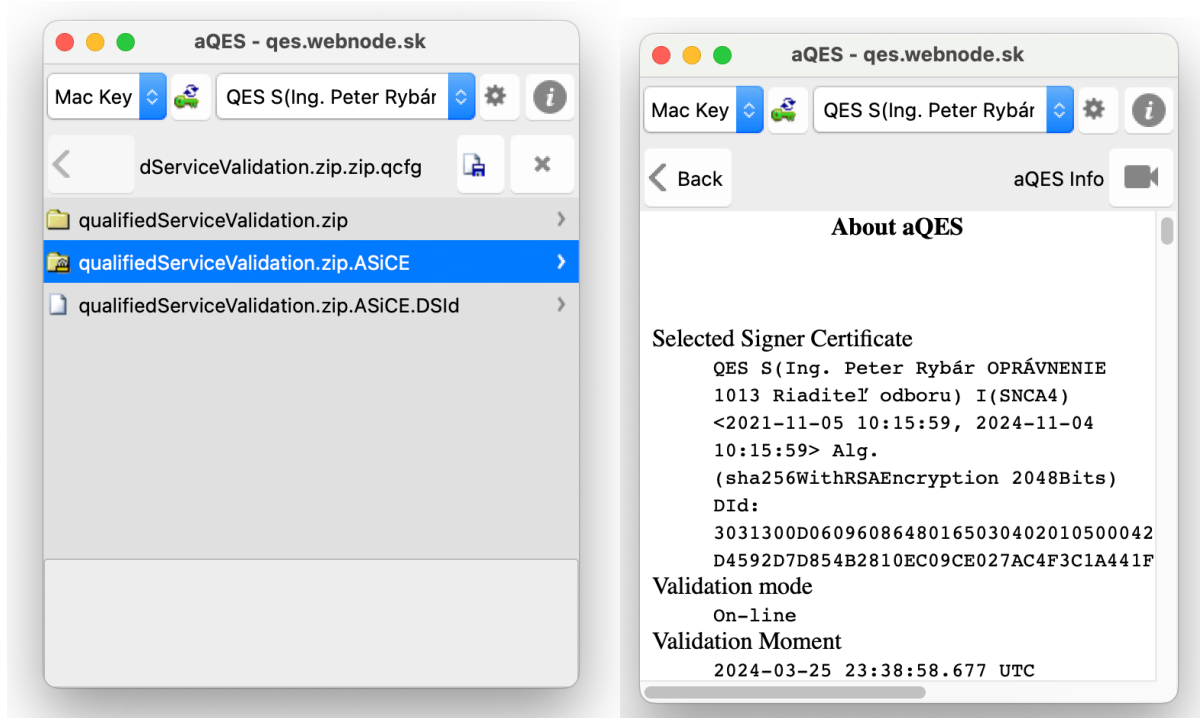 aQES - qes.webnode.sk
Mac Key
QES S(Ing. Peter Rybár
dServiceValidation.zip.zip.qcfg
qualifiedServiceValidation.zip
qualifiedServiceValidation.zip.ASiCE
qualifiedServiceValidation.zip.ASiCE.DSId
aQES - qes.webnode.sk
Mac Key
QES S(Ing. Peter Rybár
Back
aQES Info
About aQES
Selected Signer Certificate
QES S(Ing. Peter Rybár OPRÁVNENIE
1013 Riaditeľ odboru) I(SNCA4)
<2021-11-05 10:15:59, 2024-11-04
10:15:59> Alg.
(sha256WithRSAEncryption 2048Bits)
DId:
3031300D06096086480165030402010500042
D4592D7D854B2810EC09CE027AC4F3C1A441F
Validation mode
On-line
Validation Moment
2024-03-25 23:38:58.677 UTC